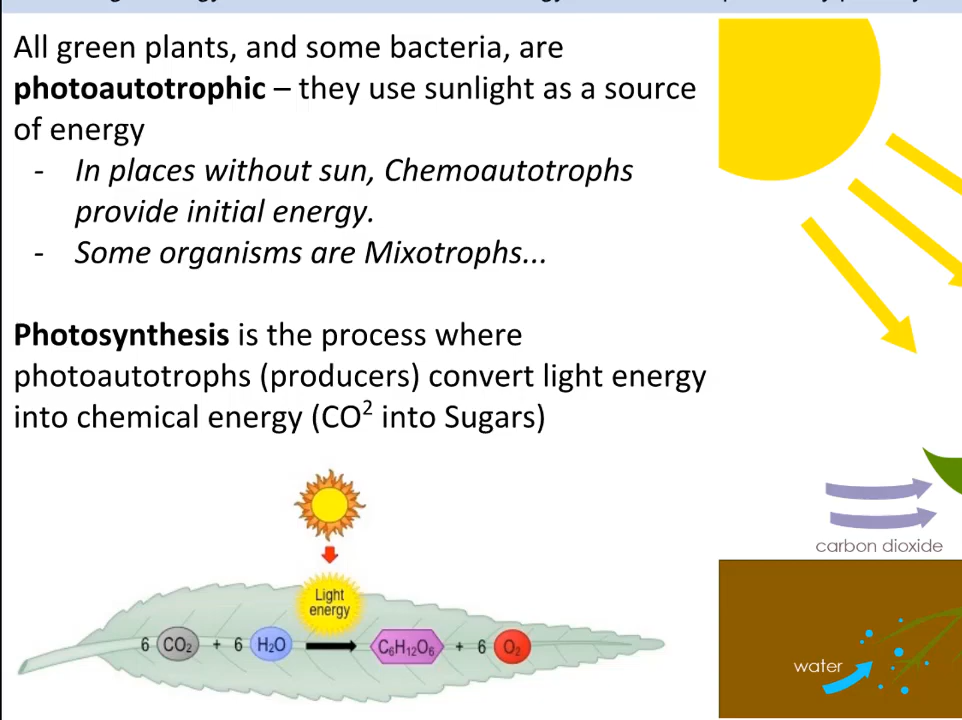 All green plants, and some bacteria, are
photoautotrophic – they use sunlight as a source
of energy
- In places without sun, Chemoautotrophs
provide initial energy.
- Some organisms are Mixotrophs...
Photosynthesis is the process where
photoautotrophs (producers) convert light energy
into chemical energy (CO² into Sugars)
Light
energy
6 CO₂ + 6 H₂O C₆H₁₂O₆ + 6 O₂
carbon dioxide
water